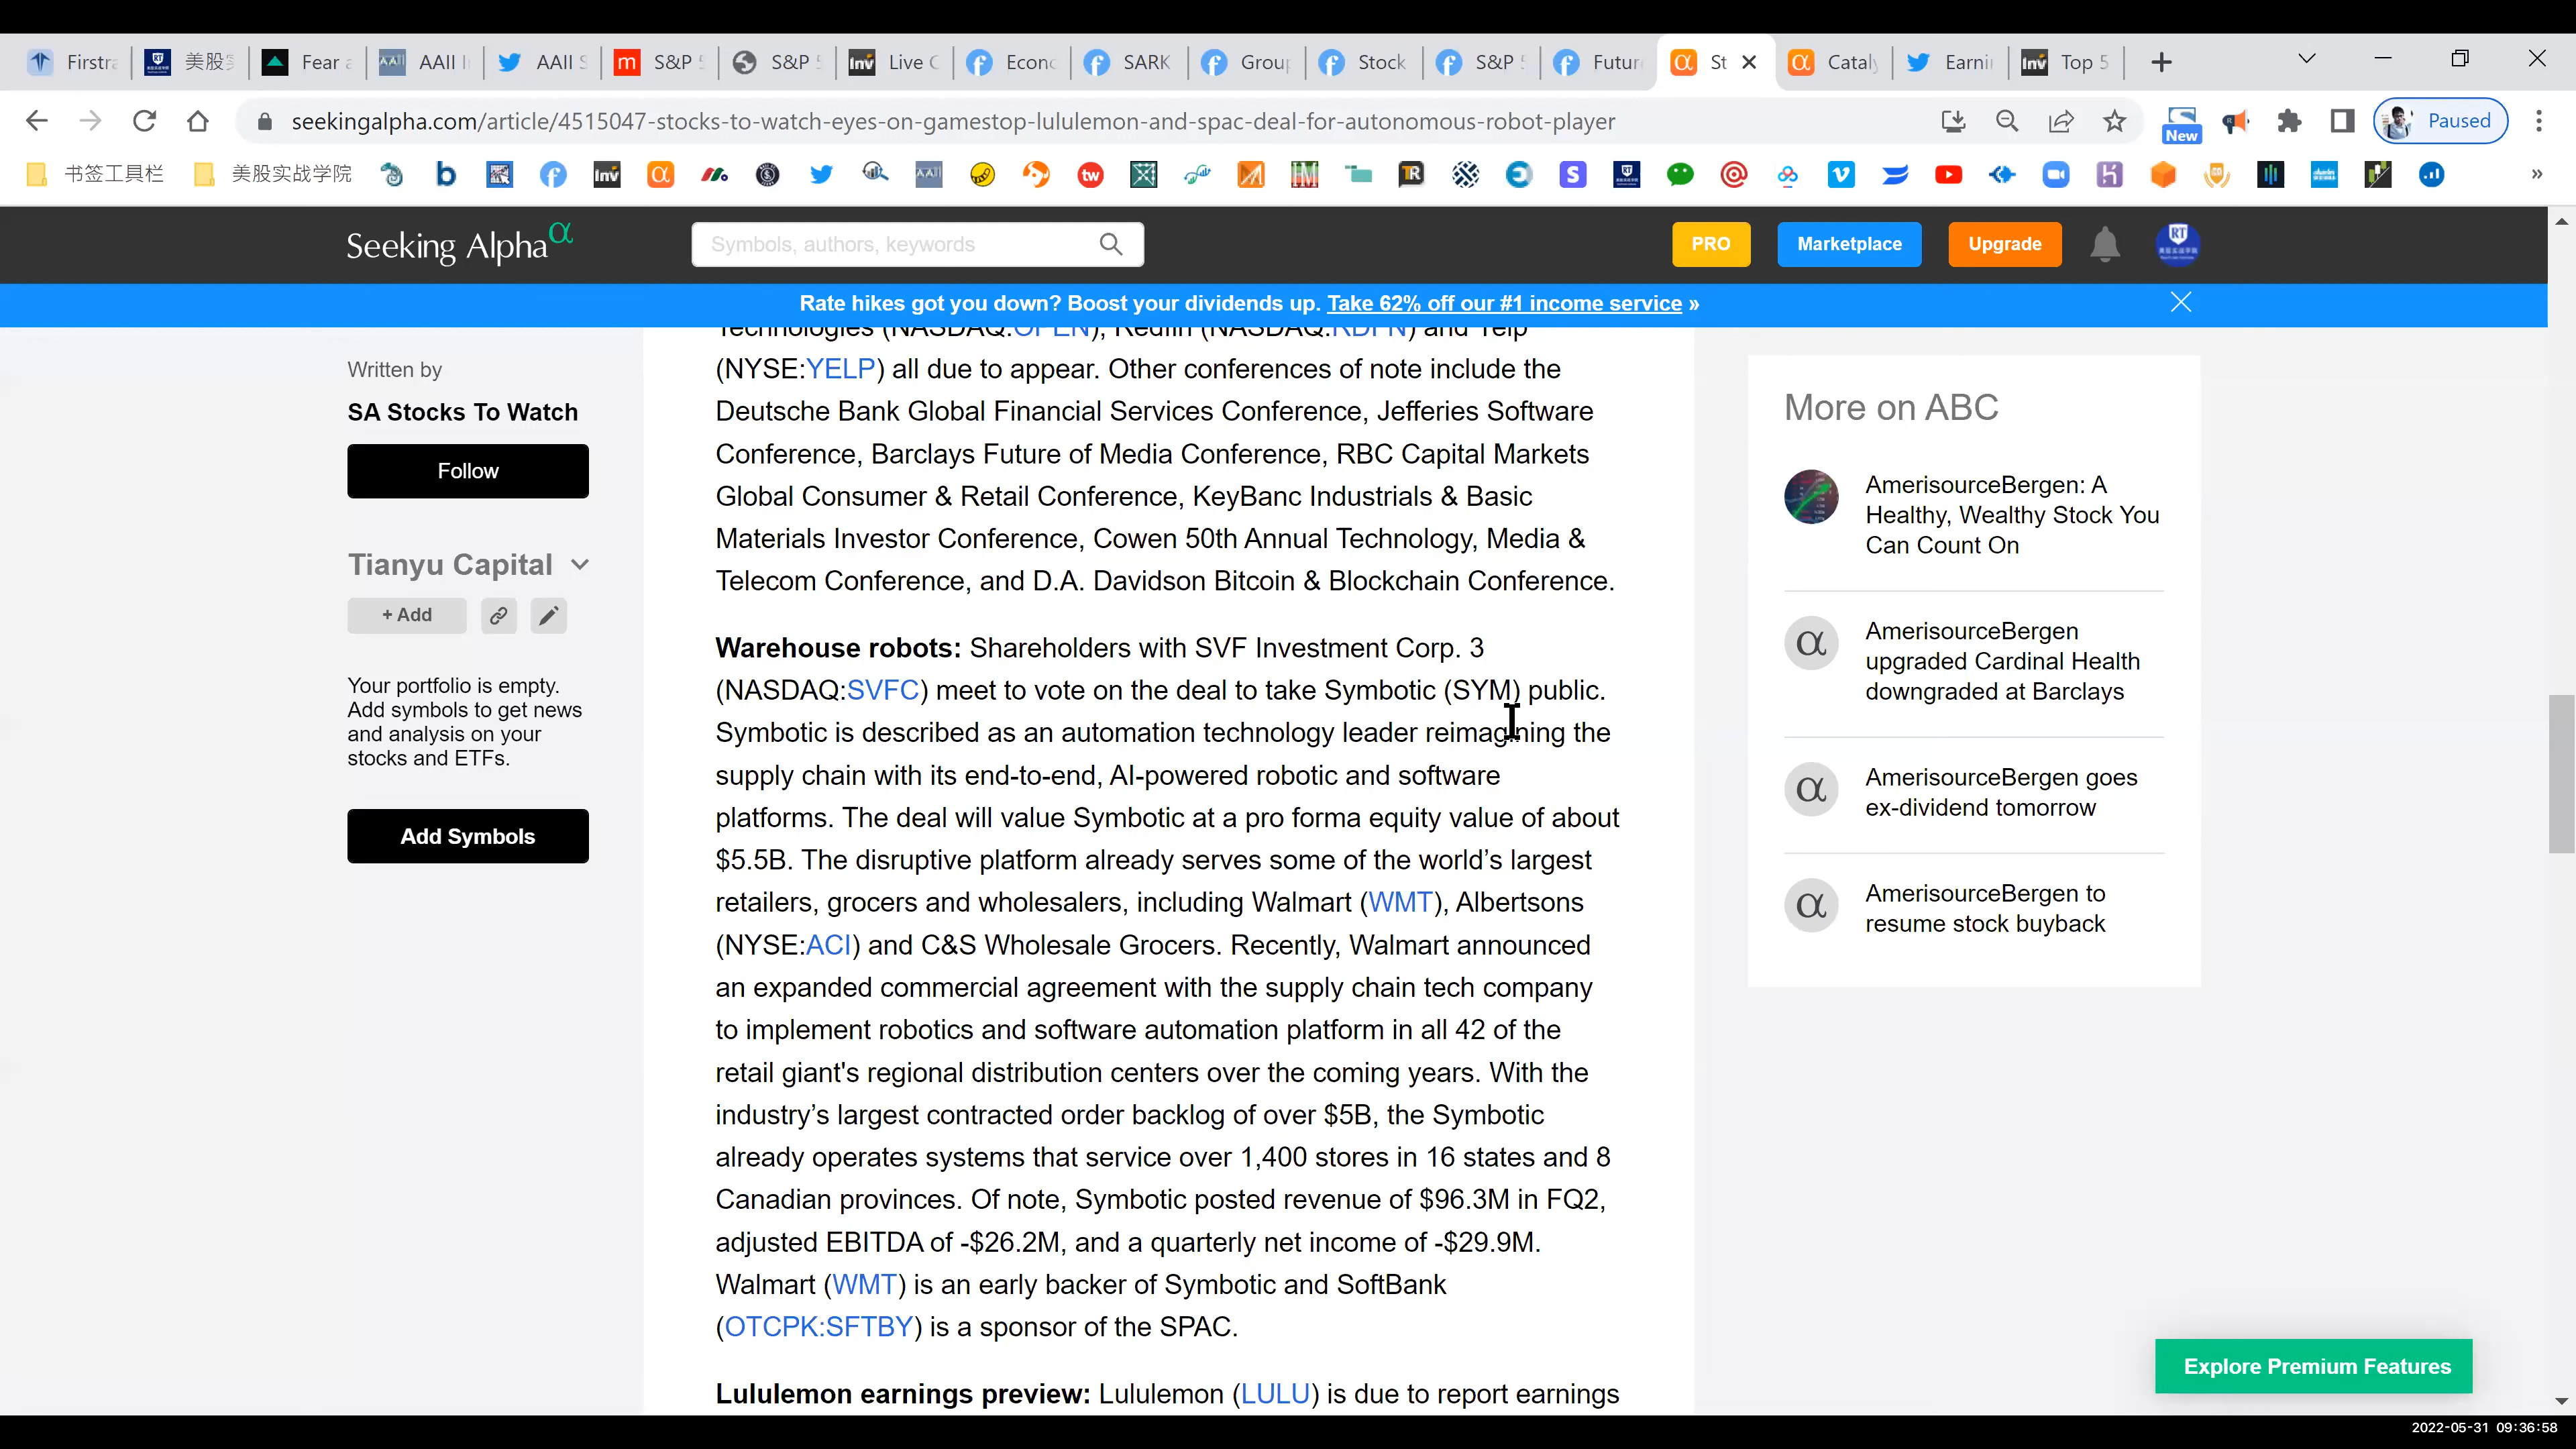 Firstra
美股实
Fear a
AAII I
AAII S
S&P 5
S&P 5
Inv
Live C
Econo
SARK
Group
Stock
S&P 5
Future
St
Cataly
Earni
Inv
Top 5
seekingalpha.com/article/4515047-stocks-to-watch-eyes-on-gamestop-lululemon-and-spac-deal-for-autonomous-robot-player
New
Paused
书签工具栏
美股实战学院
Seeking Alpha α
Symbols, authors, keywords
PRO
Marketplace
Upgrade
Rate hikes got you down? Boost your dividends up. Take 62% off our #1 income service »
Written by
SA Stocks To Watch
Follow
Tianyu Capital
+ Add
Your portfolio is empty.
Add symbols to get news
and analysis on your
stocks and ETFs.
Add Symbols
Technologies (NASDAQ:OPEN), Redfin (NASDAQ:RDFN) and Yelp
(NYSE:YELP) all due to appear. Other conferences of note include the
Deutsche Bank Global Financial Services Conference, Jefferies Software
Conference, Barclays Future of Media Conference, RBC Capital Markets
Global Consumer & Retail Conference, KeyBanc Industrials & Basic
Materials Investor Conference, Cowen 50th Annual Technology, Media &
Telecom Conference, and D.A. Davidson Bitcoin & Blockchain Conference.
Warehouse robots: Shareholders with SVF Investment Corp. 3
(NASDAQ:SVFC) meet to vote on the deal to take Symbotic (SYM) public.
Symbotic is described as an automation technology leader reimagining the
supply chain with its end-to-end, AI-powered robotic and software
platforms. The deal will value Symbotic at a pro forma equity value of about
$5.5B. The disruptive platform already serves some of the world’s largest
retailers, grocers and wholesalers, including Walmart (WMT), Albertsons
(NYSE:ACI) and C&S Wholesale Grocers. Recently, Walmart announced
an expanded commercial agreement with the supply chain tech company
to implement robotics and software automation platform in all 42 of the
retail giant's regional distribution centers over the coming years. With the
industry’s largest contracted order backlog of over $5B, the Symbotic
already operates systems that service over 1,400 stores in 16 states and 8
Canadian provinces. Of note, Symbotic posted revenue of $96.3M in FQ2,
adjusted EBITDA of -$26.2M, and a quarterly net income of -$29.9M.
Walmart (WMT) is an early backer of Symbotic and SoftBank
(OTCPK:SFTBY) is a sponsor of the SPAC.
Lululemon earnings preview: Lululemon (LULU) is due to report earnings
More on ABC
AmerisourceBergen: A
Healthy, Wealthy Stock You
Can Count On
AmerisourceBergen
upgraded Cardinal Health
downgraded at Barclays
AmerisourceBergen goes
ex-dividend tomorrow
AmerisourceBergen to
resume stock buyback
Explore Premium Features
2022-05-31 09:36:58